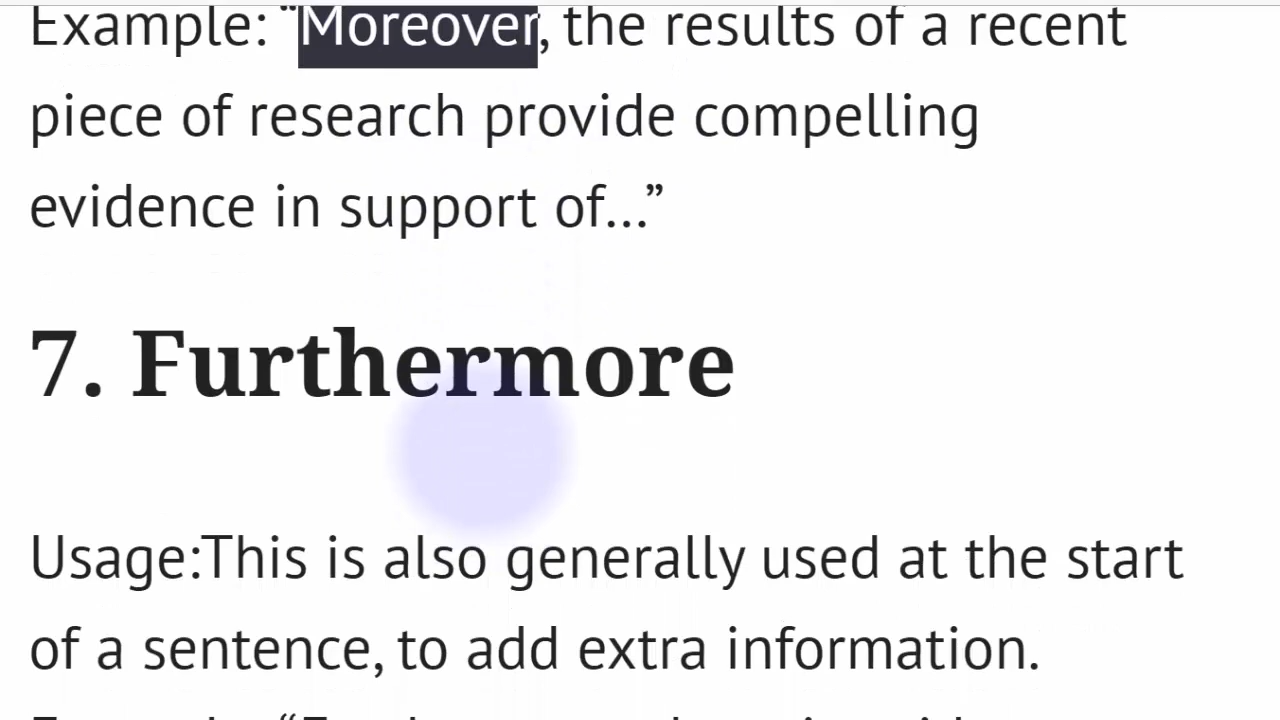 Example: “Moreover, the results of a recent
piece of research provide compelling
evidence in support of…”
7. Furthermore
Usage:This is also generally used at the start
of a sentence, to add extra information.